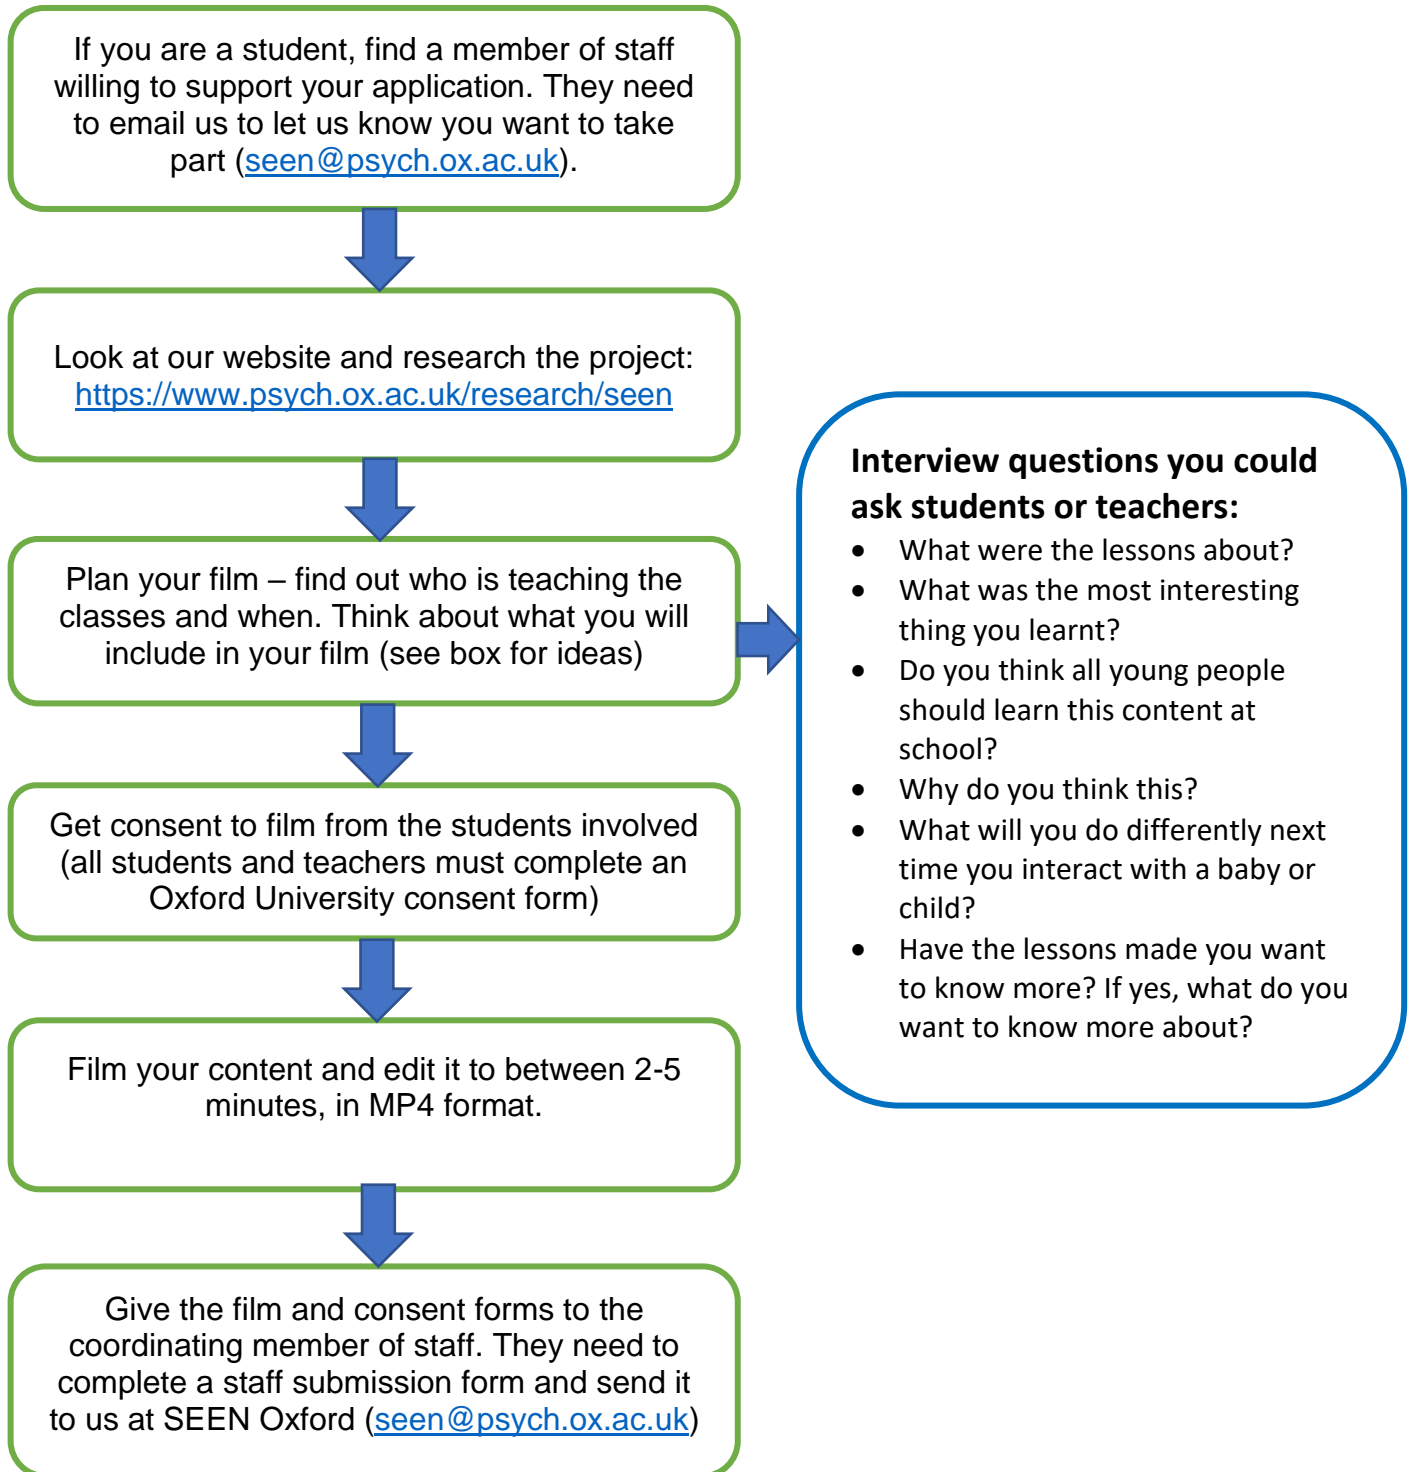 If you are a student, find a member of staff
willing to support your application. They need
to email us to let us know you want to take
part (seen@psych.ox.ac.uk).
Look at our website and research the project:
https://www.psych.ox.ac.uk/research/seen
Plan your film – find out who is teaching the
classes and when. Think about what you will
include in your film (see box for ideas)
Interview questions you could
ask students or teachers:
• What were the lessons about?
• What was the most interesting
thing you learnt?
• Do you think all young people
should learn this content at
school?
• Why do you think this?
• What will you do differently next
time you interact with a baby or
child?
• Have the lessons made you want
to know more? If yes, what do you
want to know more about?
Get consent to film from the students involved
(all students and teachers must complete an
Oxford University consent form)
Film your content and edit it to between 2-5
minutes, in MP4 format.
Give the film and consent forms to the
coordinating member of staff. They need to
complete a staff submission form and send it
to us at SEEN Oxford (seen@psych.ox.ac.uk)